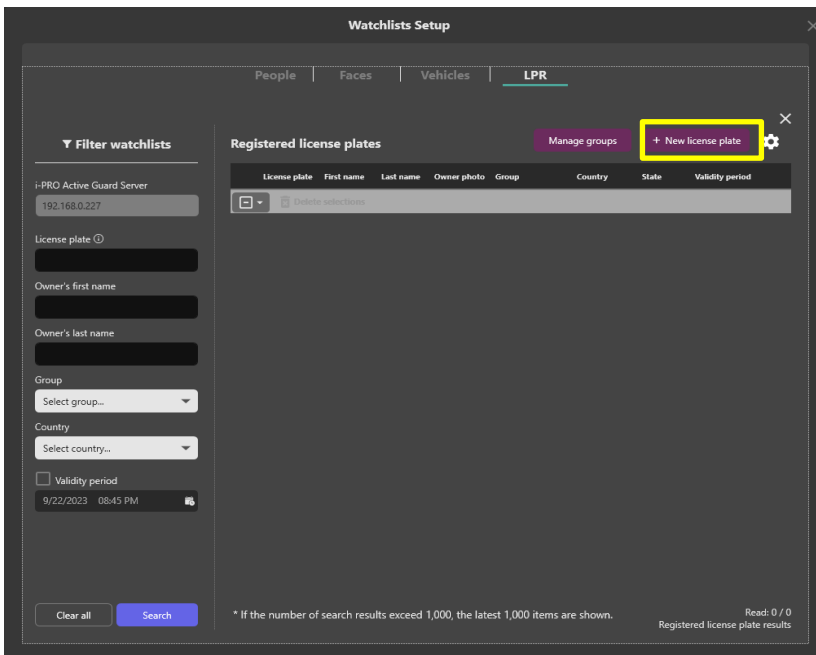 Watchlists Setup
People
Faces
Vehicles
LPR
Filter watchlists
i-PRO Active Guard Server
192.168.0.227
License plate
Owner's first name
Owner's last name
Group
Select group...
Country
Select country...
Validity period
9/22/2023 08:45 PM
Clear all
Search
Registered license plates
Manage groups
+ New license plate
License plate First name Last name Owner photo Group Country State Validity period
Delete selections
* If the number of search results exceed 1,000, the latest 1,000 items are shown.
Read: 0 / 0
Registered license plate results